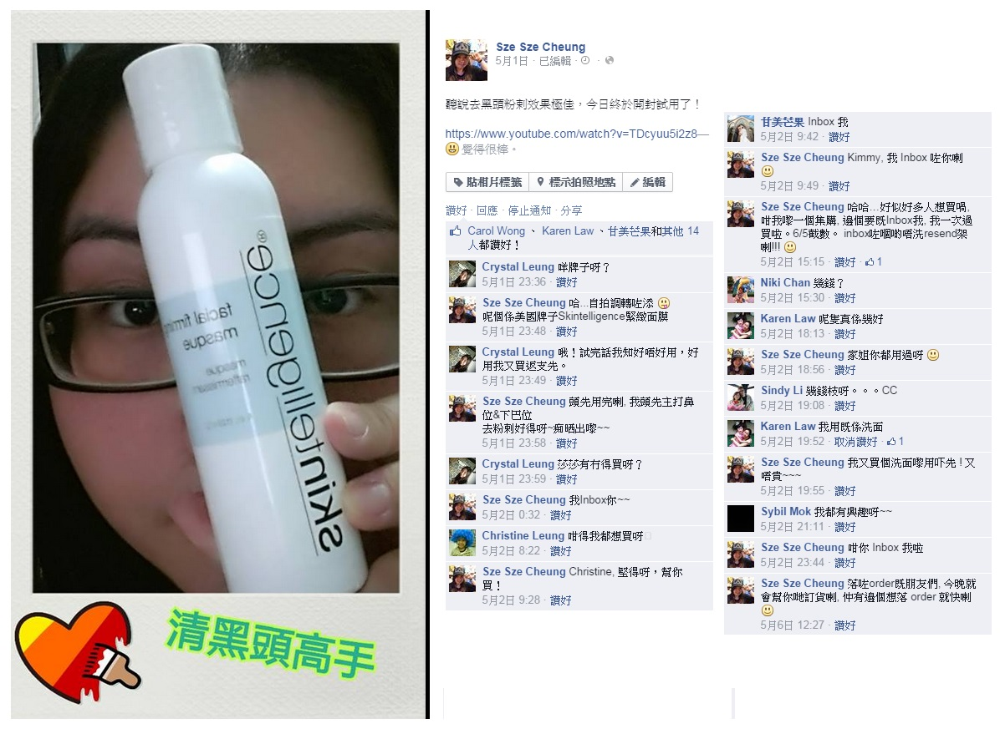 skintelligence®
facial firming
masque
masque
raffermissant
清黑頭高手
Sze Sze Cheung
5月1日 · 已編輯 ·
聽說去黑頭粉刺效果極佳，今日終於開封試用了！
https://www.youtube.com/watch?v=TDcyuu5i2z8—
😃 覺得很棒。
貼相片標籤 標示拍照地點 編輯
讚好 · 回應 · 停止通知 · 分享
Carol Wong 、 Karen Law 、甘美芒果和其他 14
人都讚好！
Crystal Leung 咩牌子呀？
5月1日 23:36 · 讚好
Sze Sze Cheung 哈...自拍調轉咗添 😜
呢個係美國牌子Skintelligence緊緻面膜
5月1日 23:48 · 讚好
Crystal Leung 哦！試完話我知好唔好用，好
用我又買返支先。
5月1日 23:49 · 讚好
Sze Sze Cheung 頭先用完喇, 我頭先主打鼻
位&下巴位
去粉刺好得呀~痴晒出嚟~~
5月1日 23:58 · 讚好
Crystal Leung 莎莎有冇得買呀？
5月1日 23:59 · 讚好
Sze Sze Cheung 我Inbox你~~
5月2日 0:32 · 讚好
Christine Leung 咁得我都想買呀
5月2日 8:22 · 讚好
Sze Sze Cheung Christine, 堅得呀，幫你
買！
5月2日 9:28 · 讚好
甘美芒果 Inbox 我
5月2日 9:42 · 讚好
Sze Sze Cheung Kimmy, 我 Inbox 咗你喇
🙂
5月2日 9:49 · 讚好
Sze Sze Cheung 哈哈...好似好多人想買喎,
咁我嚟一個集購, 邊個要既Inbox我, 我一次過
買啦。6/5截數。 inbox咗嗰啲唔洗resend架
喇!!! 🙂
5月2日 15:15 · 讚好 · 1
Niki Chan 幾錢？
5月2日 15:30 · 讚好
Karen Law 呢隻真係幾好
5月2日 18:13 · 讚好
Sze Sze Cheung 家姐你都用過呀 🙂
5月2日 18:56 · 讚好
Sindy Li 幾錢枝呀。。。CC
5月2日 19:08 · 讚好
Karen Law 我用既係洗面
5月2日 19:52 · 取消讚好 · 1
Sze Sze Cheung 我又買個洗面嚟用吓先 ! 又
唔貴~~~
5月2日 19:55 · 讚好
Sybil Mok 我都有興趣呀~~
5月2日 21:11 · 讚好
Sze Sze Cheung 咁你 Inbox 我啦
5月2日 23:44 · 讚好
Sze Sze Cheung 落咗order既朋友們, 今晚就
會幫你哋訂貨喇, 仲有邊個想落 order 就快喇
🙂
5月6日 12:27 · 讚好